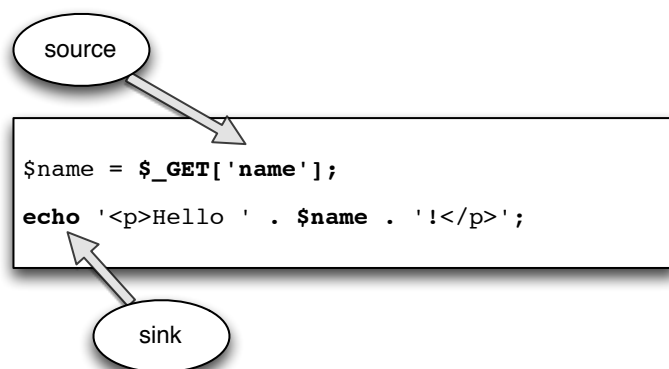 source
$name = $_GET['name'];
echo '<p>Hello ' . $name . '!</p>';
sink